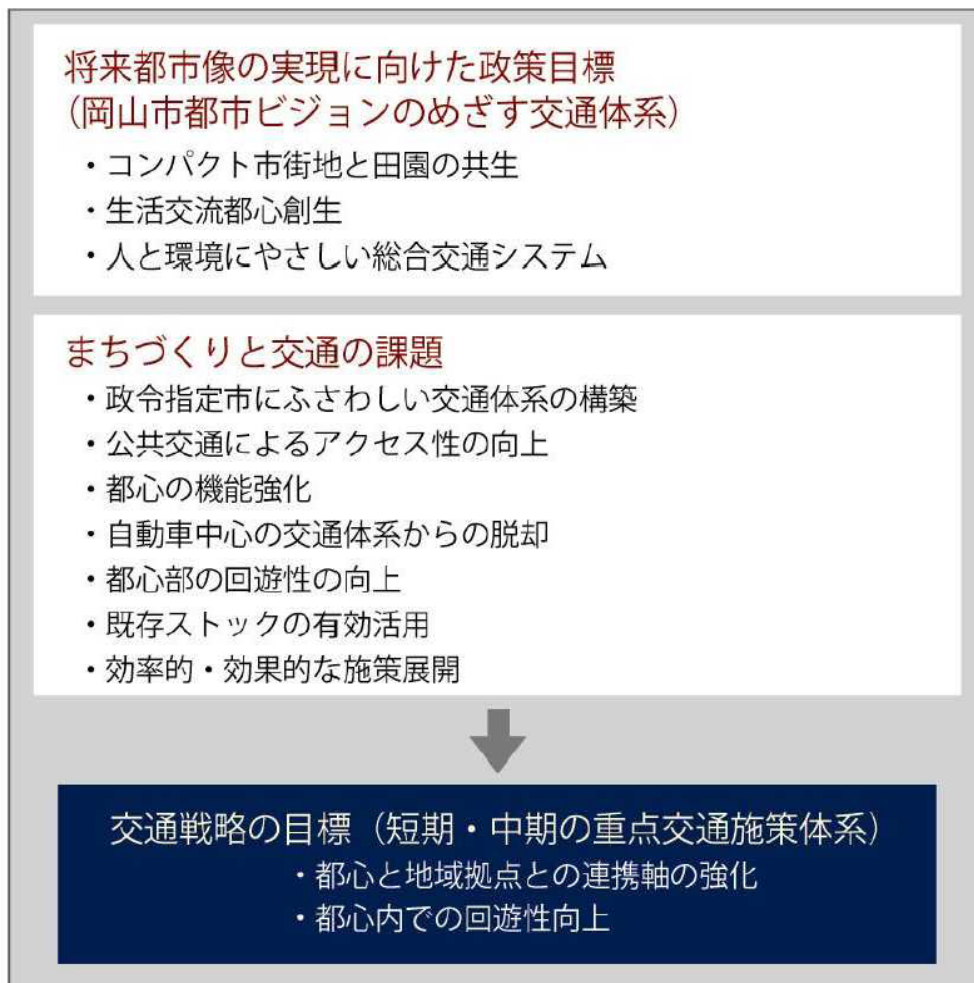 将来都市像の実現に向けた政策目標
（岡山市都市ビジョンのめざす交通体系）
・コンパクト市街地と田園の共生
・生活交流都心創生
・人と環境にやさしい総合交通システム
まちづくりと交通の課題
・政令指定市にふさわしい交通体系の構築
・公共交通によるアクセス性の向上
・都心の機能強化
・自動車中心の交通体系からの脱却
・都心部の回遊性の向上
・既存ストックの有効活用
・効率的・効果的な施策展開
交通戦略の目標（短期・中期の重点交通施策体系）
・都心と地域拠点との連携軸の強化
・都心内での回遊性向上